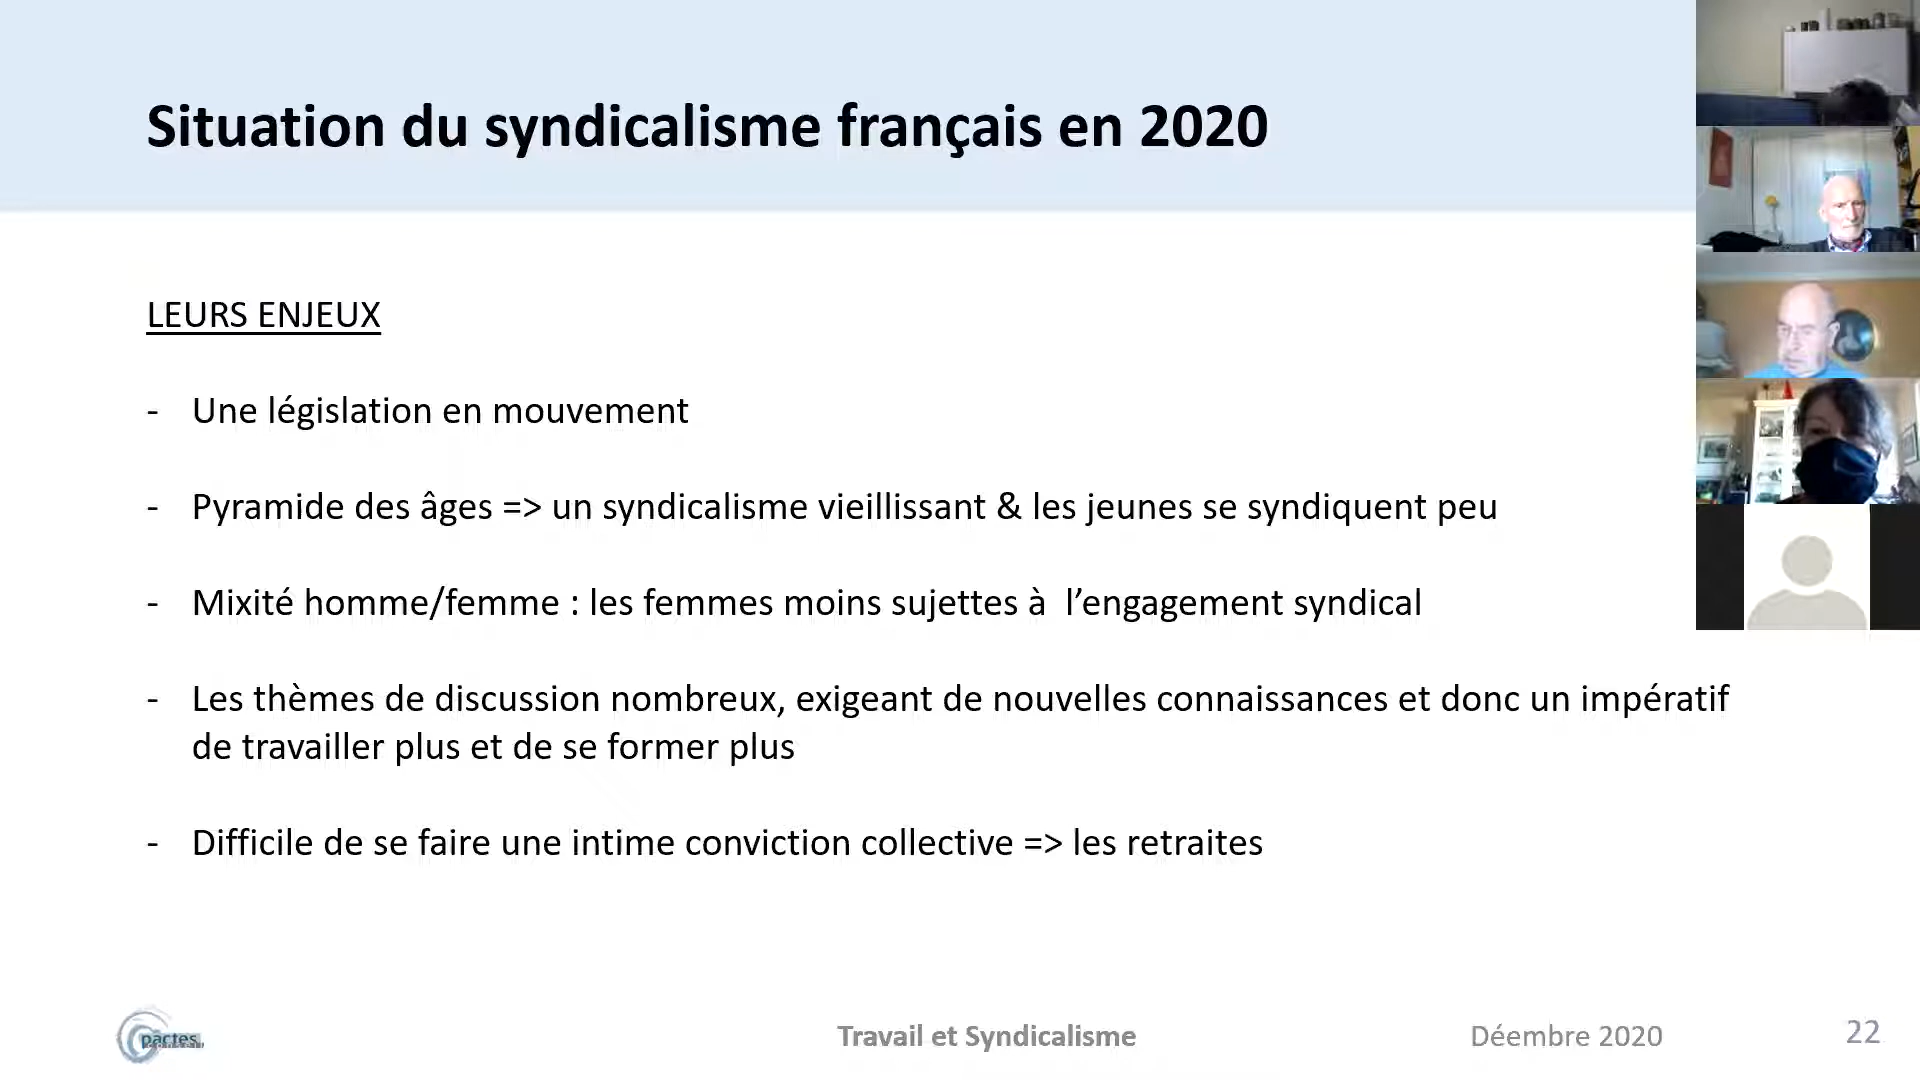 Situation du syndicalisme français en 2020
LEURS ENJEUX
- Une législation en mouvement
- Pyramide des âges => un syndicalisme vieillissant & les jeunes se syndiquent peu
- Mixité homme/femme : les femmes moins sujettes à  l’engagement syndical
- Les thèmes de discussion nombreux, exigeant de nouvelles connaissances et donc un impératif
de travailler plus et de se former plus
- Difficile de se faire une intime conviction collective => les retraites
pactes
conseil
Travail et Syndicalisme
Déembre 2020
22